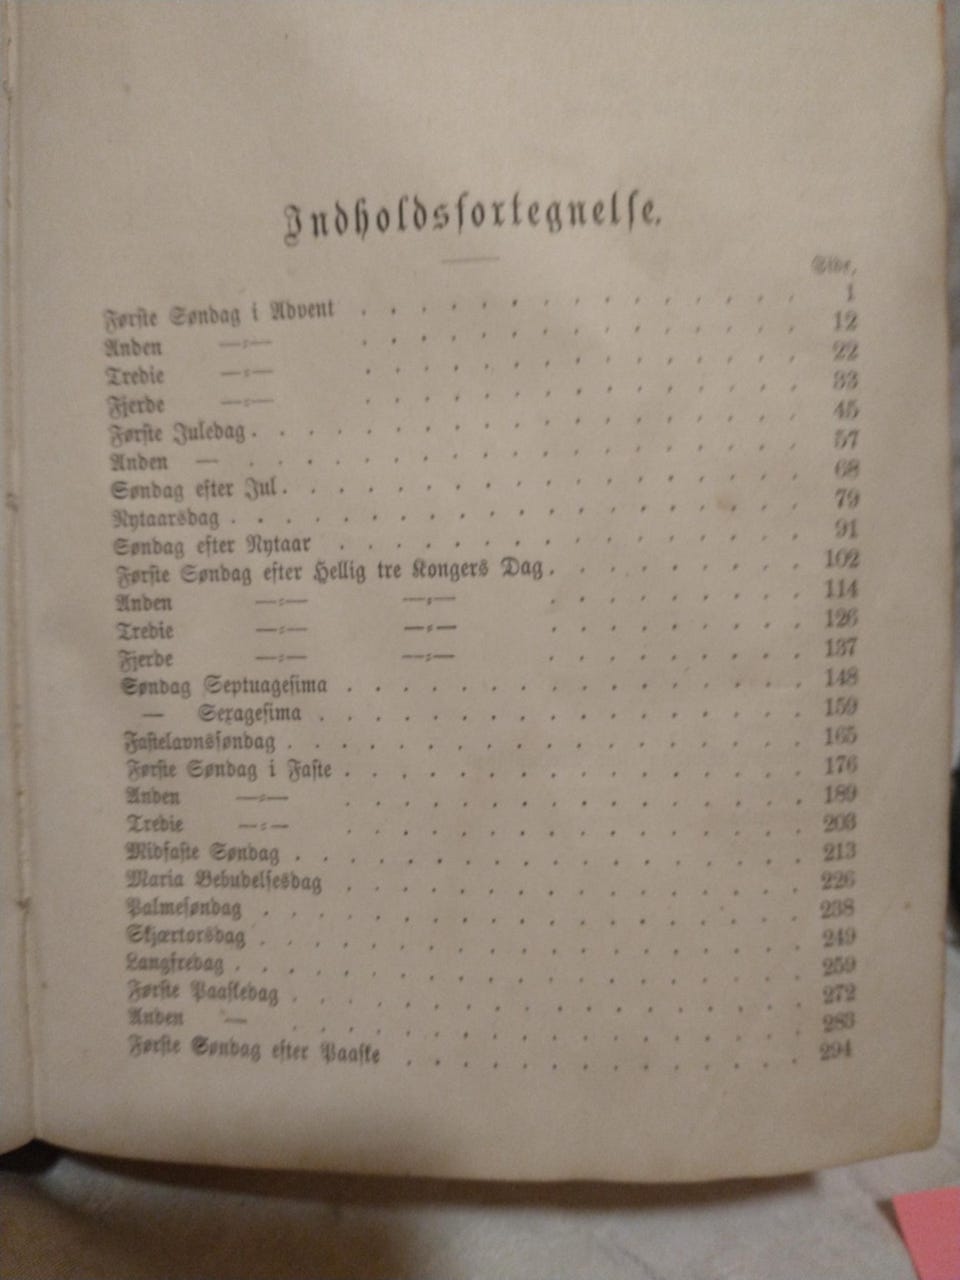 Indholdsfortegnelse.
Side.
Første Søndag i Advent . . . . . . . . . . . . . . . 1
Anden —:— . . . . . . . . . . . . . . . 12
Tredie —:— . . . . . . . . . . . . . . . 22
Fjerde —:— . . . . . . . . . . . . . . . 33
Første Juledag . . . . . . . . . . . . . . . . . . . 45
Anden — . . . . . . . . . . . . . . . . . . . 57
Søndag efter Jul . . . . . . . . . . . . . . . . . . 68
Nytaarsdag . . . . . . . . . . . . . . . . . . . . 79
Søndag efter Nytaar . . . . . . . . . . . . . . . . 91
Første Søndag efter Hellig tre Kongers Dag . . . . . . . . . 102
Anden —:— —:— . . . . . . . . . 114
Tredie —:— —:— . . . . . . . . . 126
Fjerde —:— —:— . . . . . . . . . 137
Søndag Septuagesima . . . . . . . . . . . . . . . . 148
— Sexagesima . . . . . . . . . . . . . . . . . 159
Fastelavnssøndag . . . . . . . . . . . . . . . . . . 165
Første Søndag i Faste . . . . . . . . . . . . . . . . 176
Anden —:— . . . . . . . . . . . . . . . . 189
Tredie —:— . . . . . . . . . . . . . . . . 203
Midfaste Søndag . . . . . . . . . . . . . . . . . . 213
Maria Bebudelsesdag . . . . . . . . . . . . . . . . 226
Palmesøndag . . . . . . . . . . . . . . . . . . . 238
Skjærtorsdag . . . . . . . . . . . . . . . . . . . 249
Langfredag . . . . . . . . . . . . . . . . . . . . 259
Første Paaskedag . . . . . . . . . . . . . . . . . . 272
Anden — . . . . . . . . . . . . . . . . . . 283
Første Søndag efter Paaske . . . . . . . . . . . . . . 294